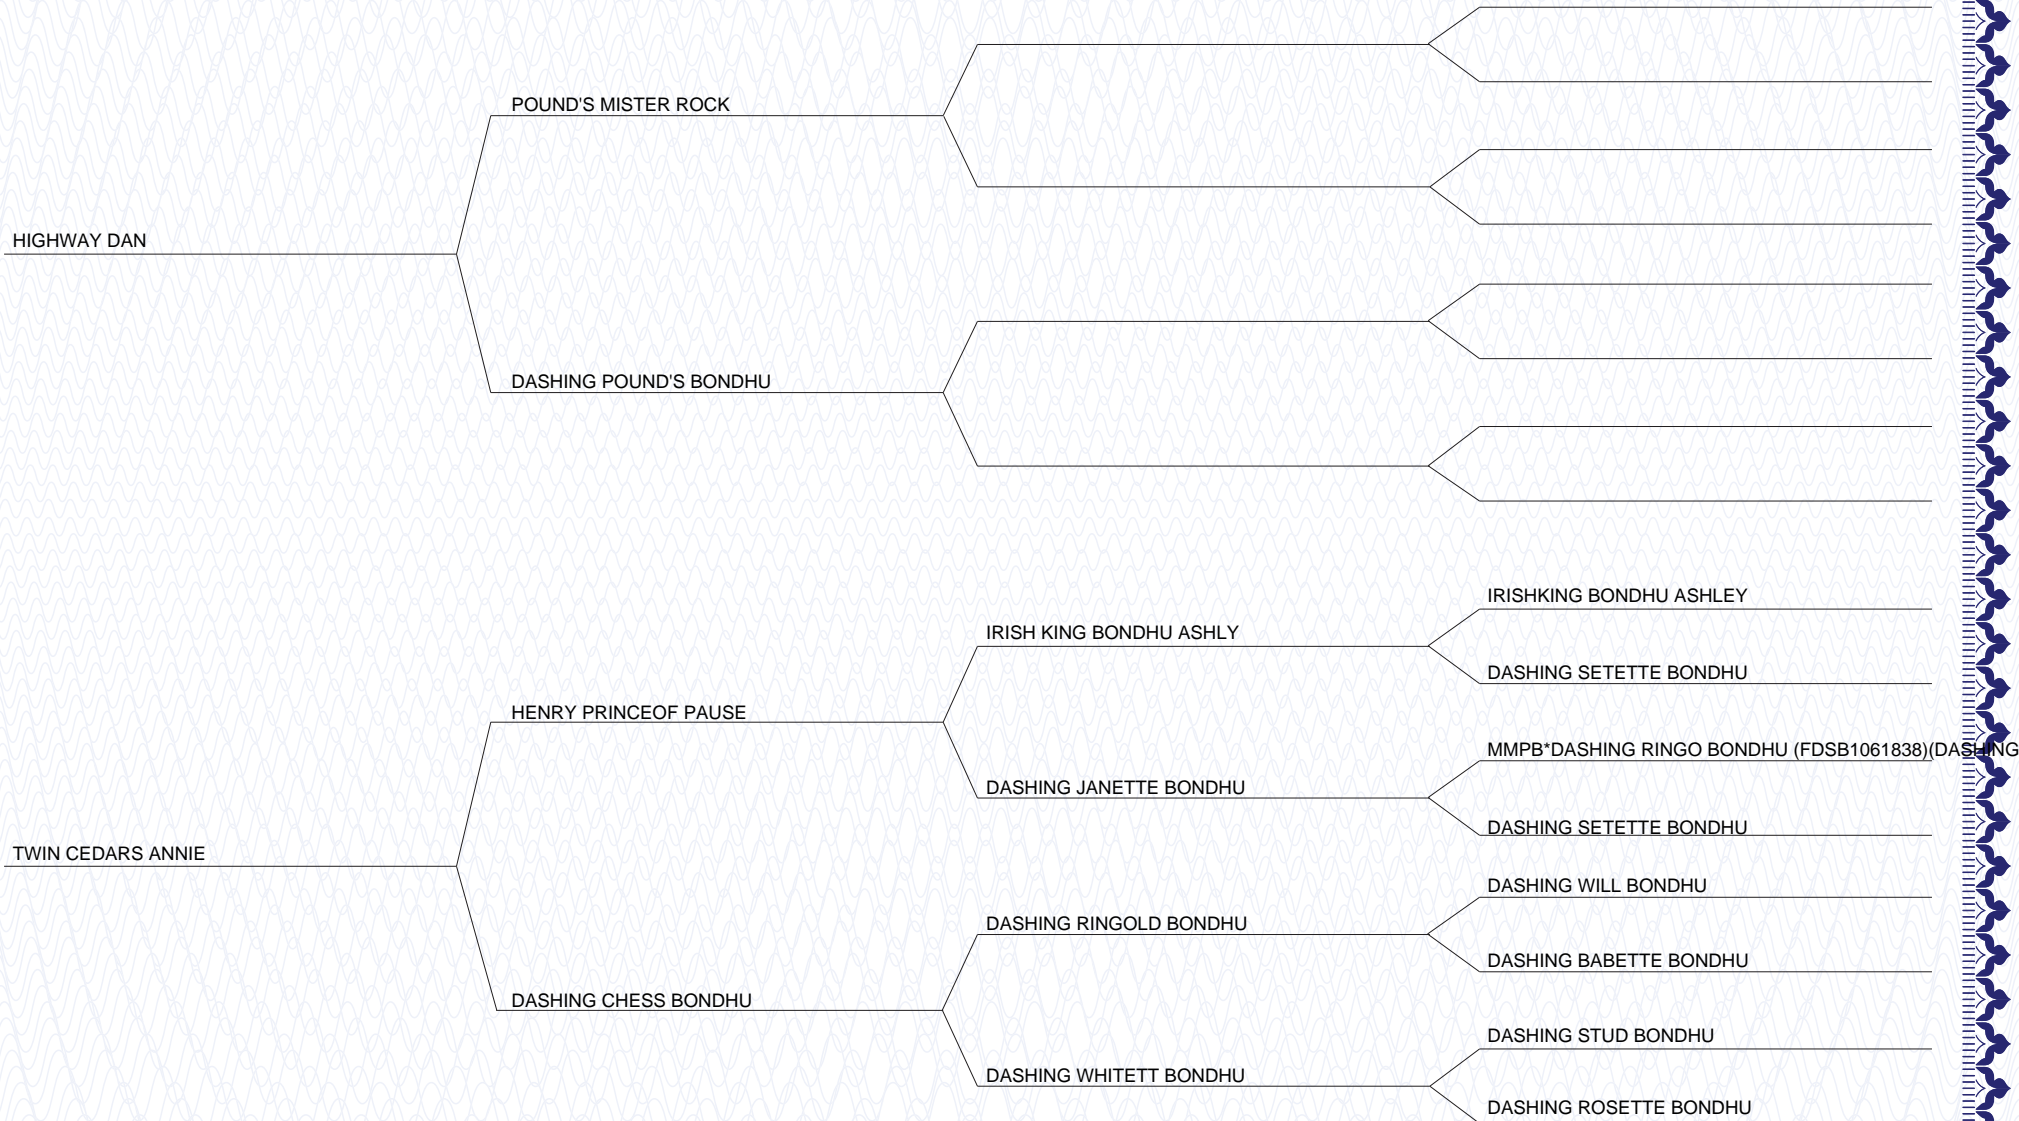 POUND'S MISTER ROCK
HIGHWAY DAN
DASHING POUND'S BONDHU
IRISHKING BONDHU ASHLEY
IRISH KING BONDHU ASHLY
DASHING SETETTE BONDHU
HENRY PRINCEOF PAUSE
MMPB*DASHING RINGO BONDHU (FDSB1061838)(DASHING
DASHING JANETTE BONDHU
DASHING SETETTE BONDHU
TWIN CEDARS ANNIE
DASHING WILL BONDHU
DASHING RINGOLD BONDHU
DASHING BABETTE BONDHU
DASHING CHESS BONDHU
DASHING STUD BONDHU
DASHING WHITETT BONDHU
DASHING ROSETTE BONDHU